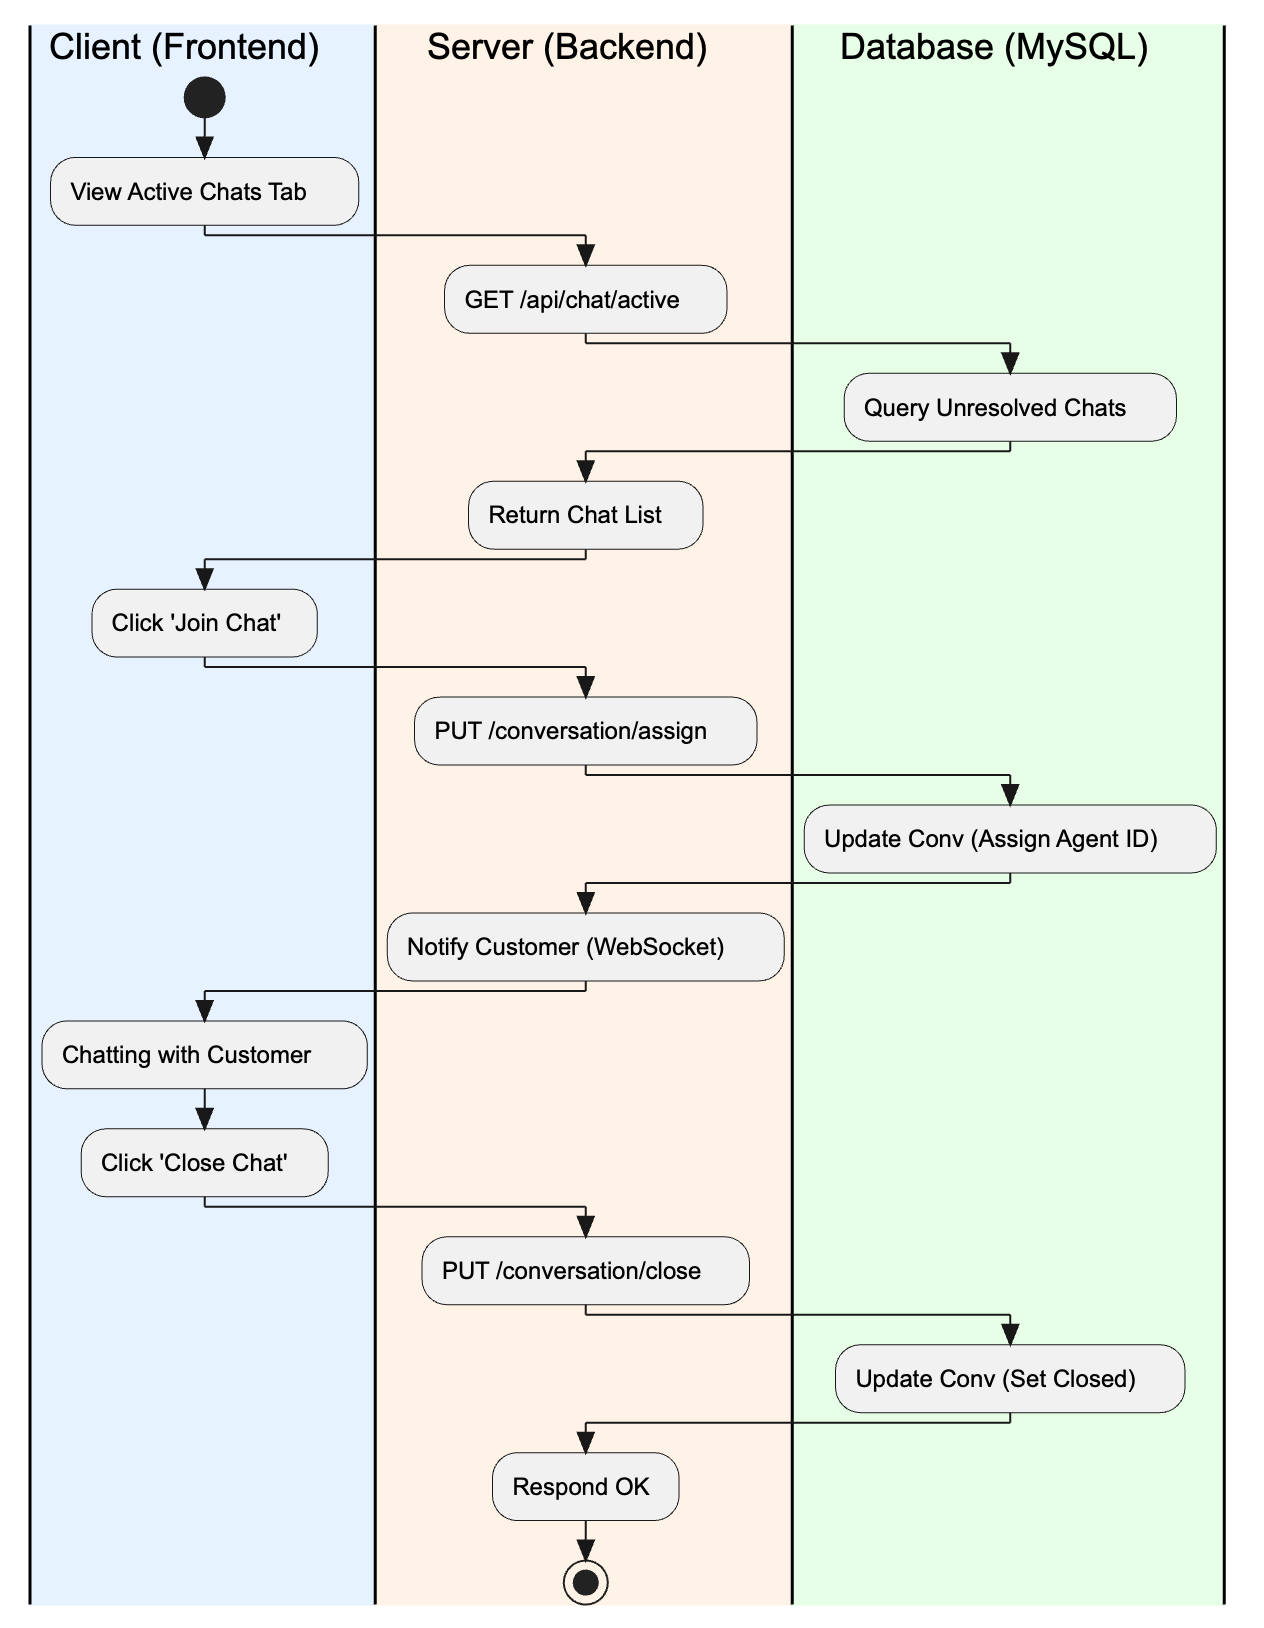 Client (Frontend)
Server (Backend)
Database (MySQL)
View Active Chats Tab
GET /api/chat/active
Query Unresolved Chats
Return Chat List
Click 'Join Chat'
PUT /conversation/assign
Update Conv (Assign Agent ID)
Notify Customer (WebSocket)
Chatting with Customer
Click 'Close Chat'
PUT /conversation/close
Update Conv (Set Closed)
Respond OK